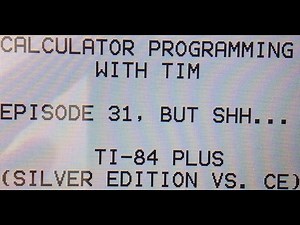 CALCULATOR PROGRAMMING
WITH TIM
EPISODE 31, BUT SHH...
TI-84 PLUS
(SILVER EDITION VS. CE)